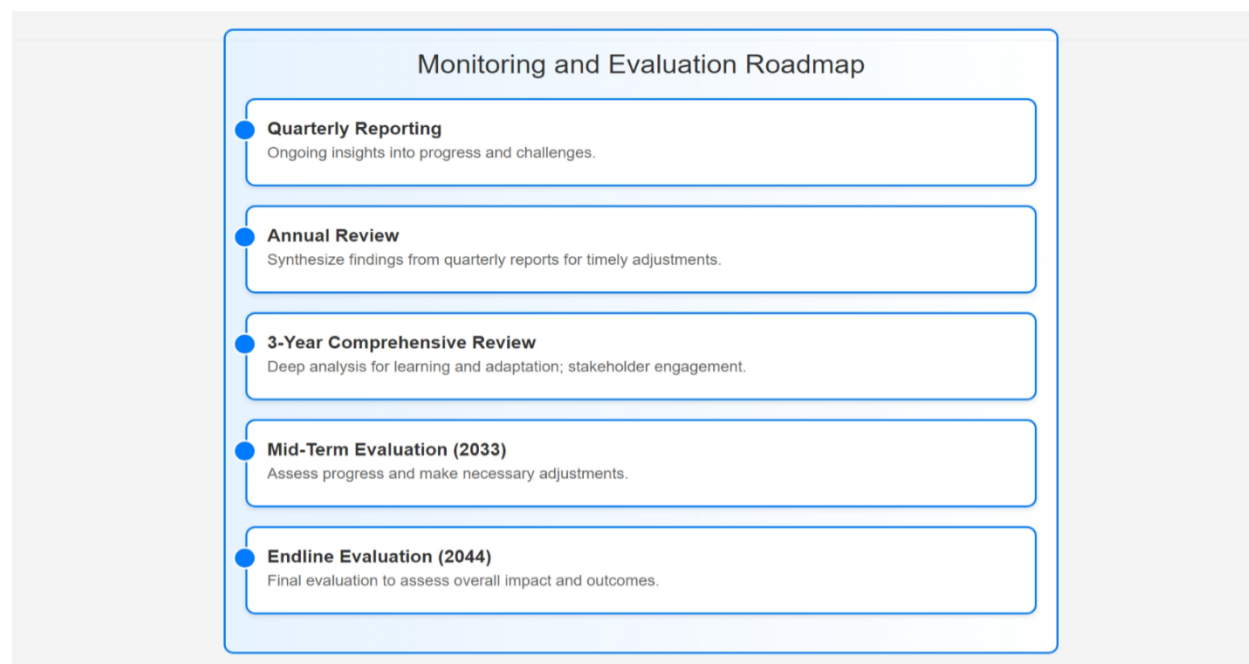 Monitoring and Evaluation Roadmap
Quarterly Reporting
Ongoing insights into progress and challenges.
Annual Review
Synthesize findings from quarterly reports for timely adjustments.
3-Year Comprehensive Review
Deep analysis for learning and adaptation; stakeholder engagement.
Mid-Term Evaluation (2033)
Assess progress and make necessary adjustments.
Endline Evaluation (2044)
Final evaluation to assess overall impact and outcomes.